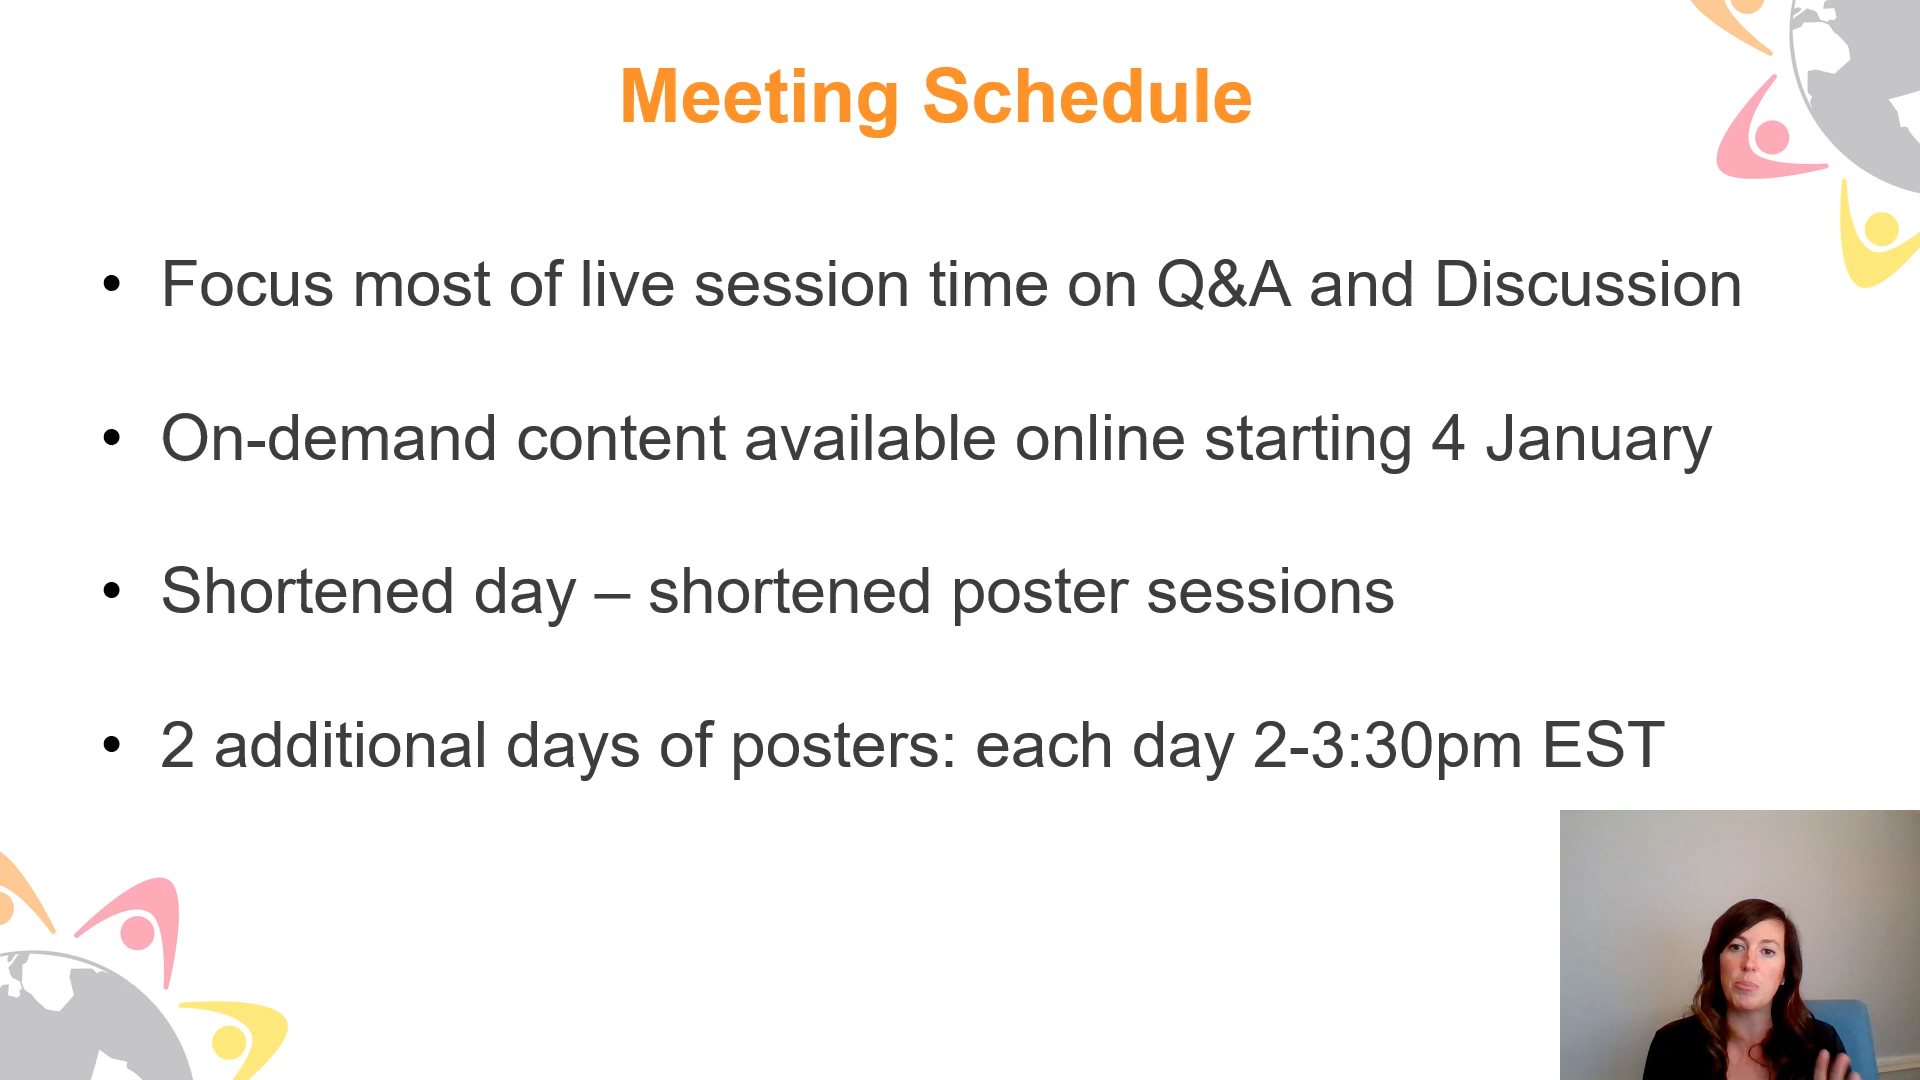 Meeting Schedule
• Focus most of live session time on Q&A and Discussion
• On-demand content available online starting 4 January
• Shortened day – shortened poster sessions
• 2 additional days of posters: each day 2-3:30pm EST